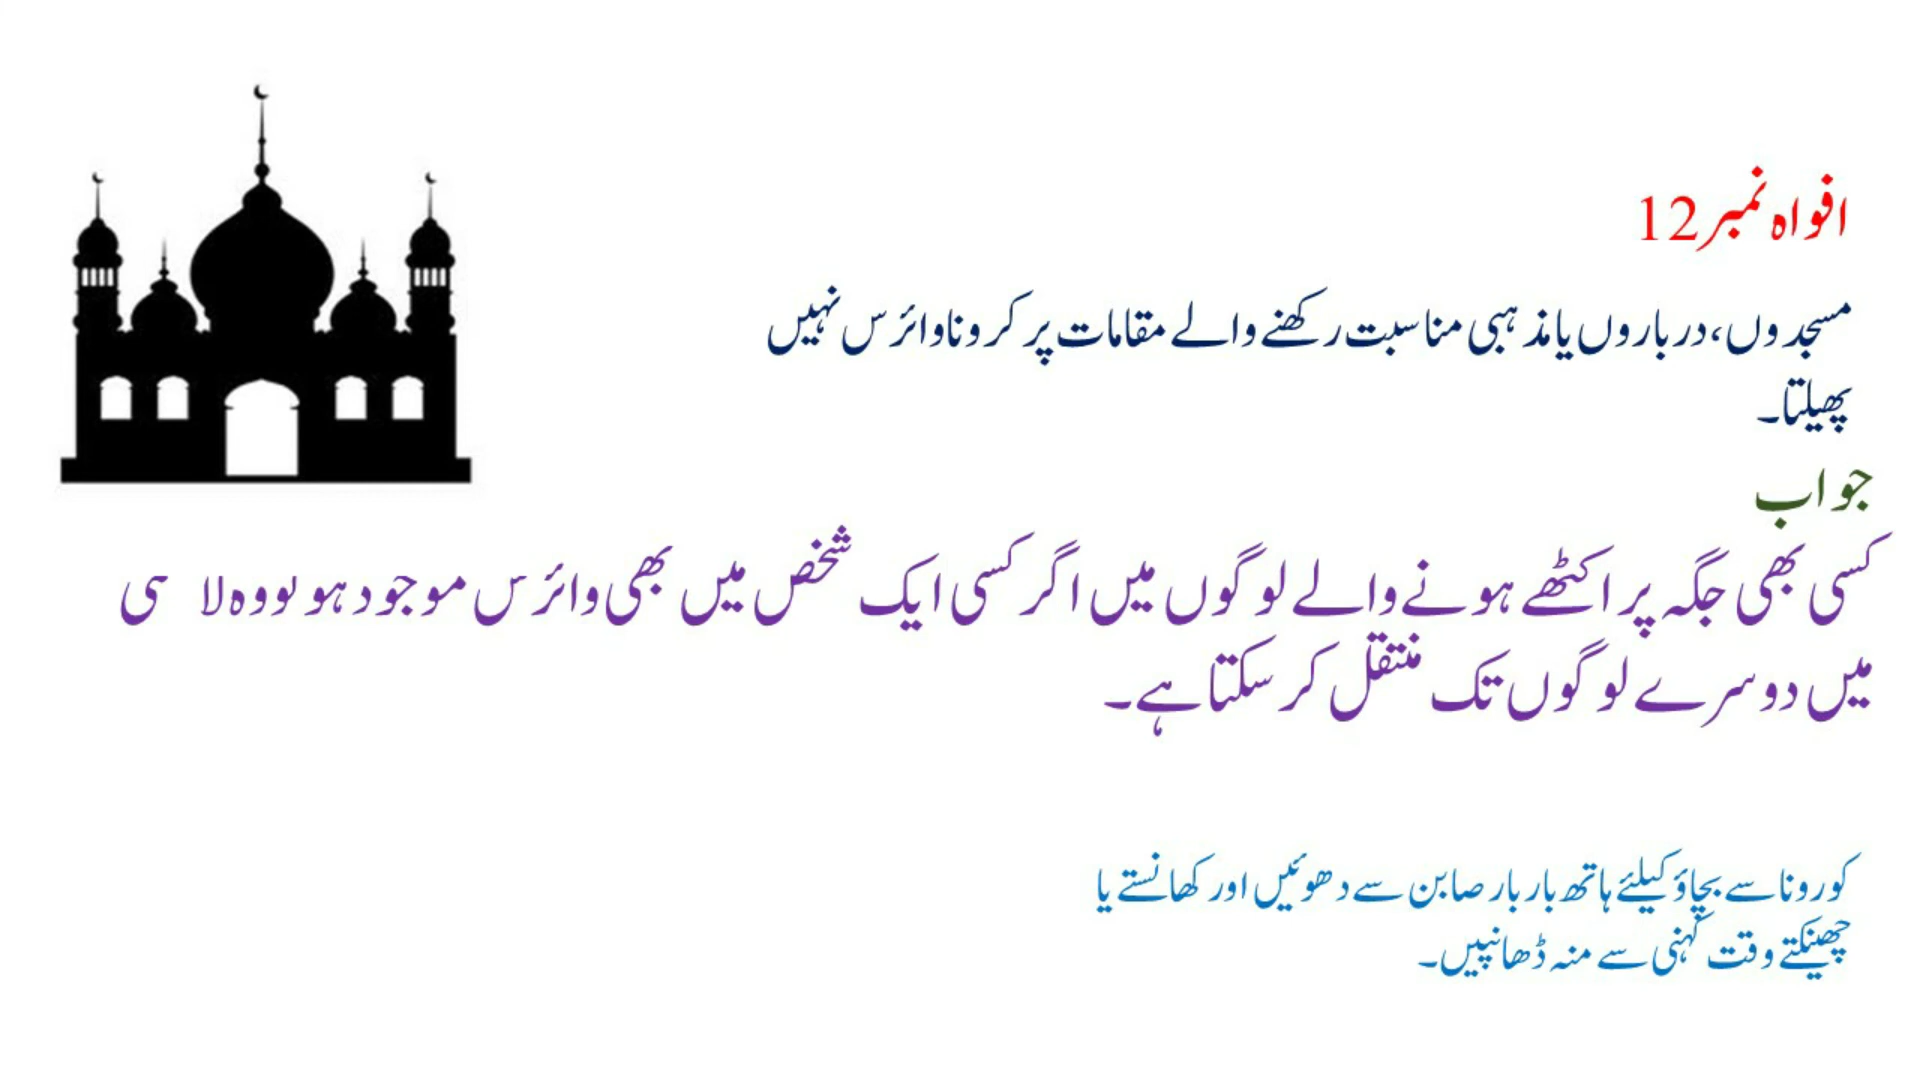 افواہ نمبر 12
مسجدوں، درباروں یا مذہبی مناسبت رکھنے والے مقامات پر کرونا وائرس نہیں
پھیلتا۔
جواب
کسی بھی جگہ پر اکٹھے ہونے والے لوگوں میں اگر کسی ایک شخص میں بھی وائرس موجود ہو تو وہ
میں دوسرے لوگوں تک منتقل کر سکتا ہے۔
کورونا سے بچاؤ کیلئے ہاتھ بار بار صابن سے دھوئیں اور کھانستے یا
چھینکتے وقت کہنی سے منہ ڈھانپیں۔